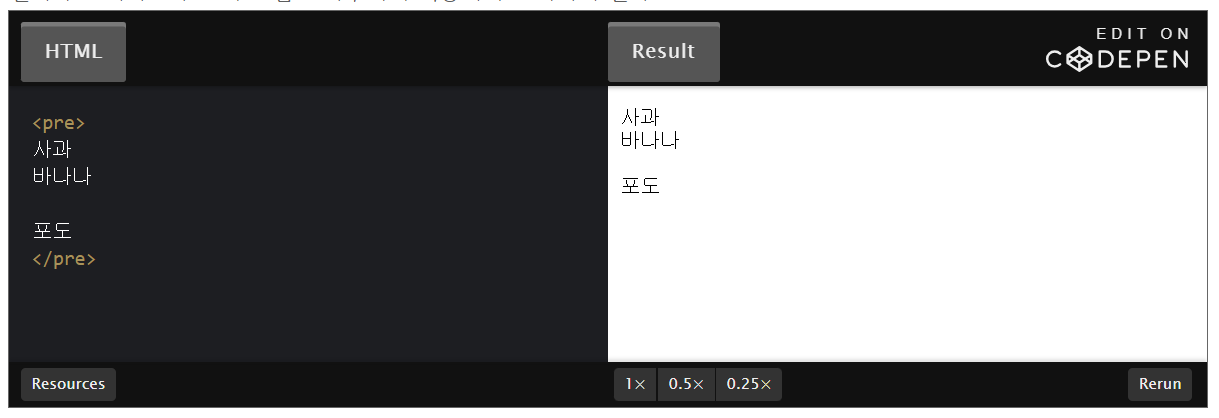 HTML
Result
EDIT ON
CODEPEN
<pre>
사과
바나나
포도
</pre>
사과
바나나
포도
Resources
1× 0.5× 0.25×
Rerun